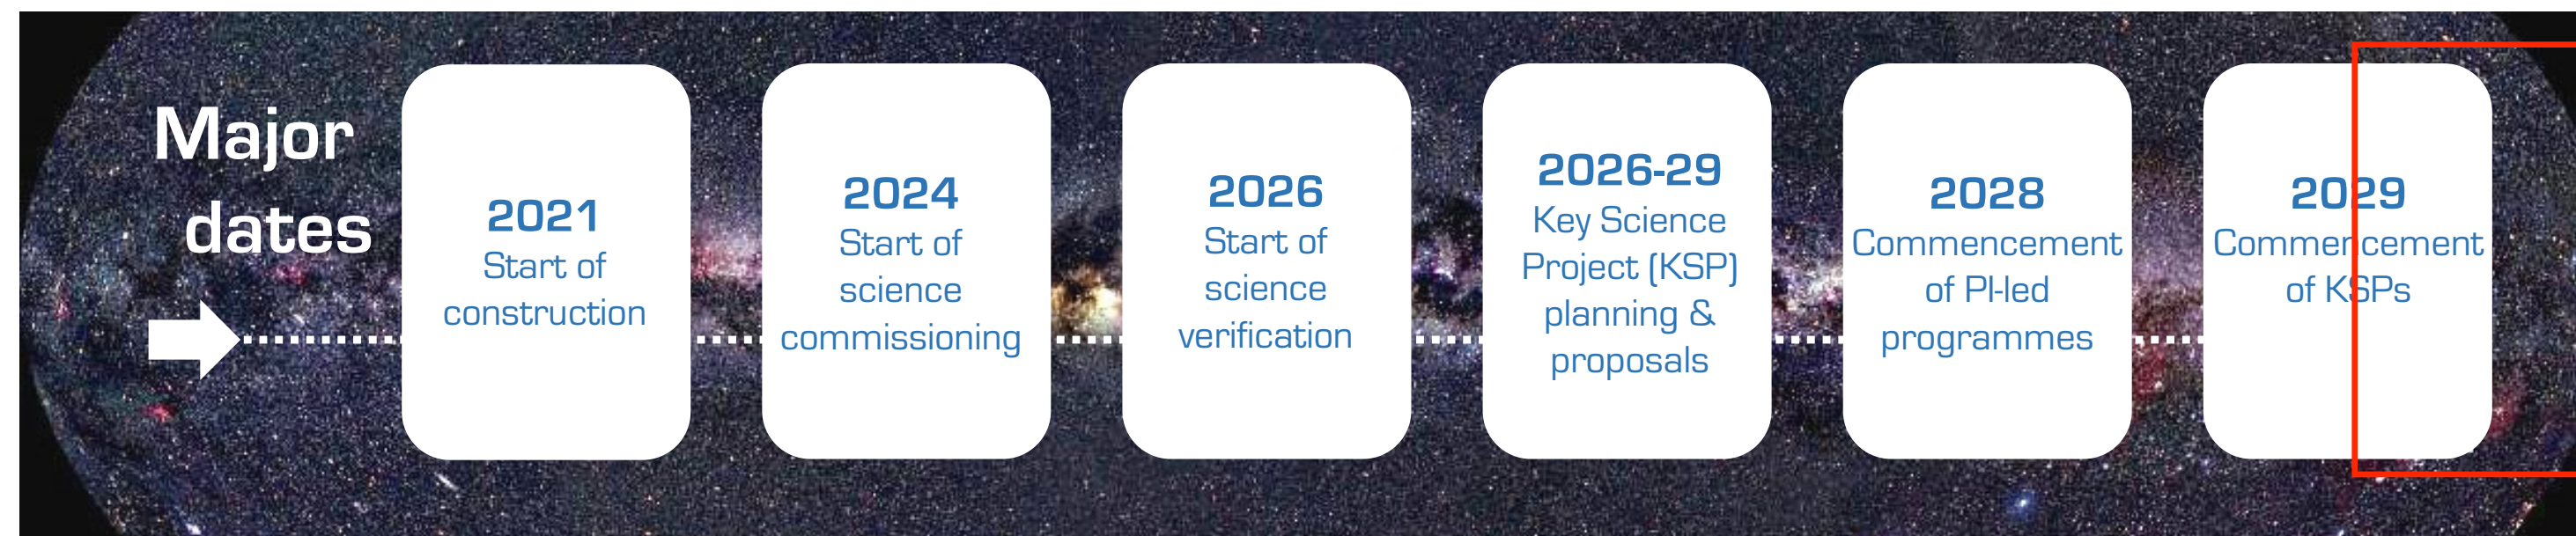 Major
dates
2021
Start of
construction
2024
Start of
science
commissioning
2026
Start of
science
verification
2026-29
Key Science
Project (KSP)
planning &
proposals
2028
Commencement
of PI-led
programmes
2029
Commencement
of KSPs